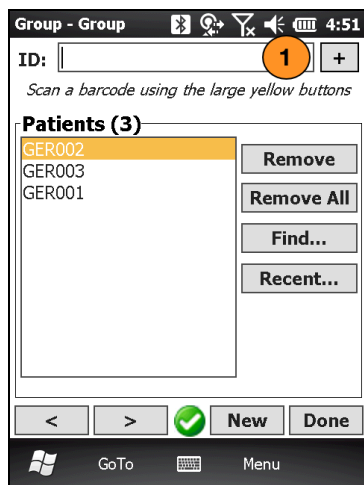 Group - Group 4:51
ID: 1 +
Scan a barcode using the large yellow buttons
Patients (3)
GER002
GER003
GER001
Remove
Remove All
Find...
Recent...
< > New Done
GoTo Menu